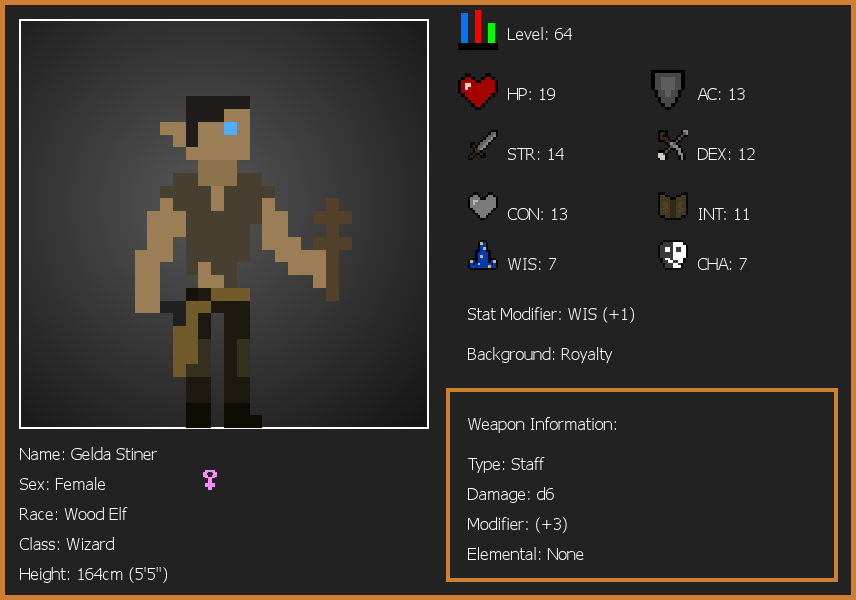 Level: 64
HP: 19
AC: 13
STR: 14
DEX: 12
CON: 13
INT: 11
WIS: 7
CHA: 7
Stat Modifier: WIS (+1)
Background: Royalty
Weapon Information:
Type: Staff
Damage: d6
Modifier: (+3)
Elemental: None
Name: Gelda Stiner
Sex: Female
Race: Wood Elf
Class: Wizard
Height: 164cm (5'5")